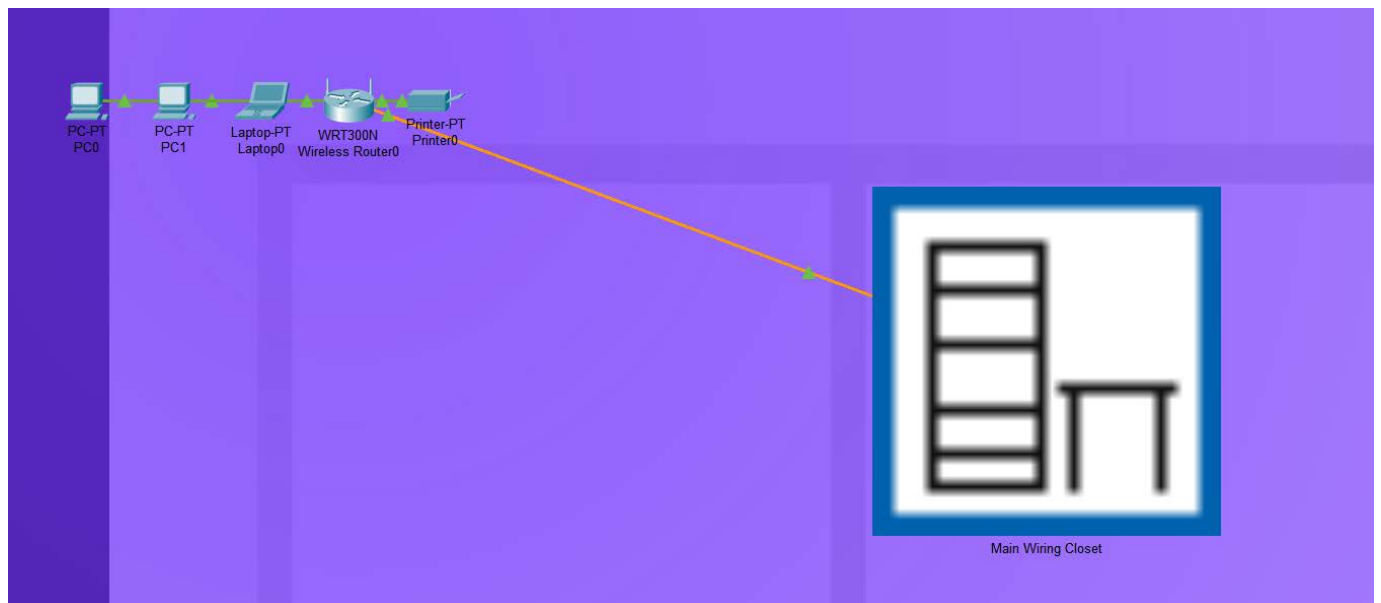 PC-PT
PC0
PC-PT
PC1
Laptop-PT
Laptop0
WRT300N
Wireless Router0
Printer-PT
Printer0
Main Wiring Closet